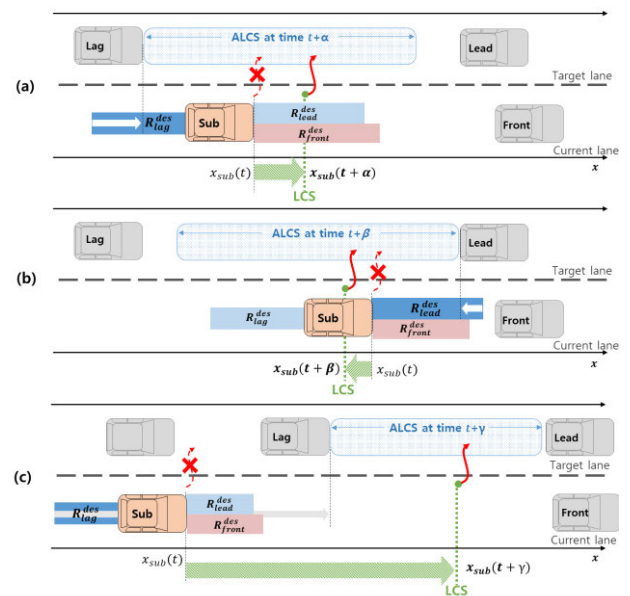 Lag
ALCS at time t+α
Lead
Target lane
(a)
R_lag^des
Sub
R_lead^des
R_front^des
Front
Current lane
x_sub(t)
x_sub(t + α)
x
LCS
Lag
ALCS at time t+β
Lead
Target lane
(b)
R_lag^des
Sub
R_lead^des
R_front^des
Front
Current lane
x_sub(t + β)
x_sub(t)
x
LCS
Lag
ALCS at time t+γ
Lead
Target lane
(c)
R_lag^des
Sub
R_lead^des
R_front^des
Front
Current lane
x_sub(t)
x_sub(t + γ)
x
LCS